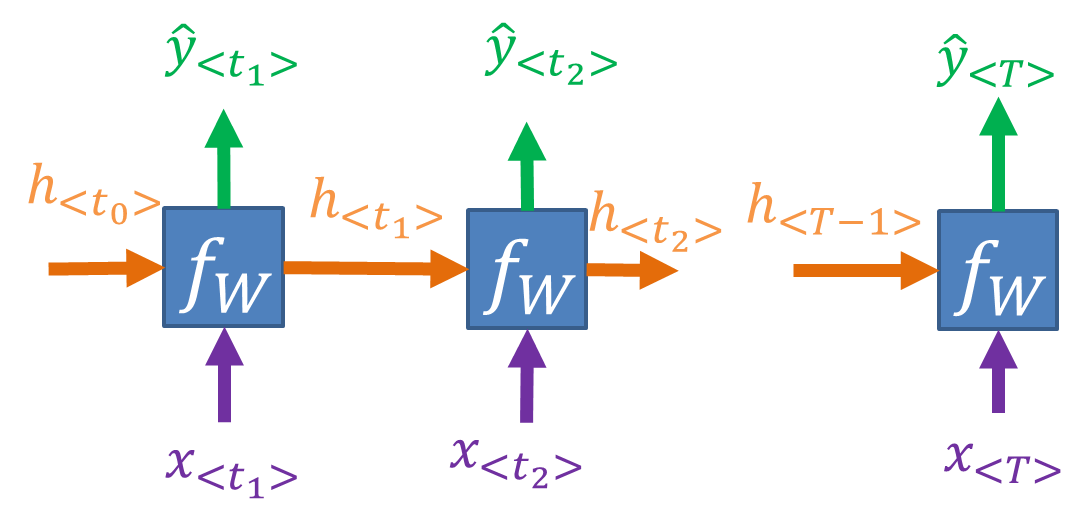 ŷ<t₁> ŷ<t₂> ŷ<T>
h<t₀> h<t₁> h<t₂> h<T−1>
f_W f_W f_W
x<t₁> x<t₂> x<T>